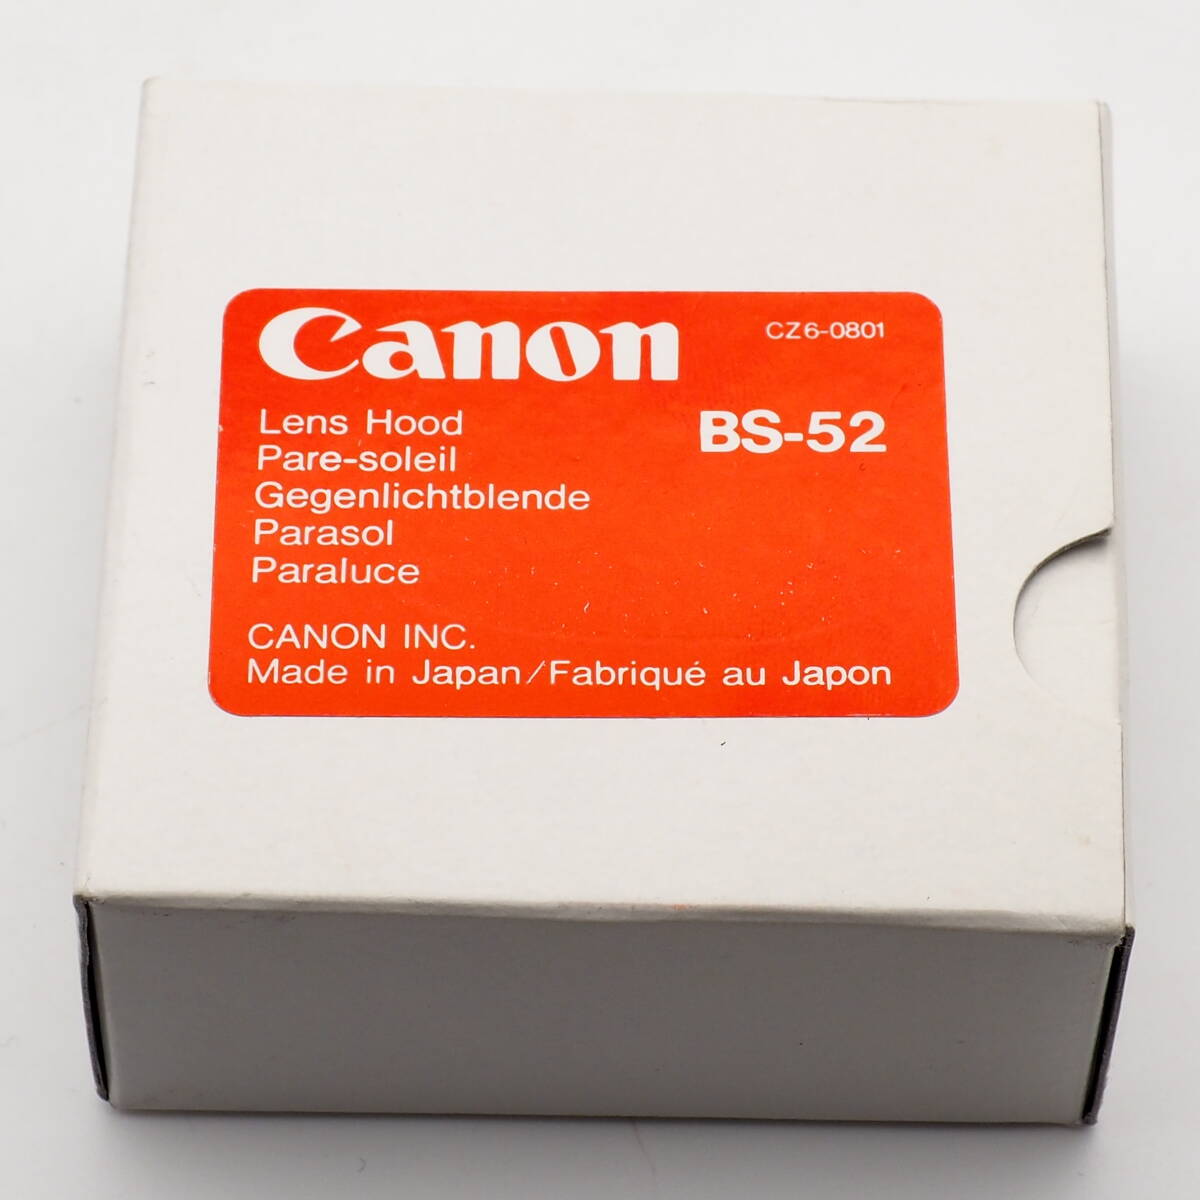 Canon
CZ6-0801
Lens Hood
BS-52
Pare-soleil
Gegenlichtblende
Parasol
Paraluce
CANON INC.
Made in Japan/Fabriqué au Japon